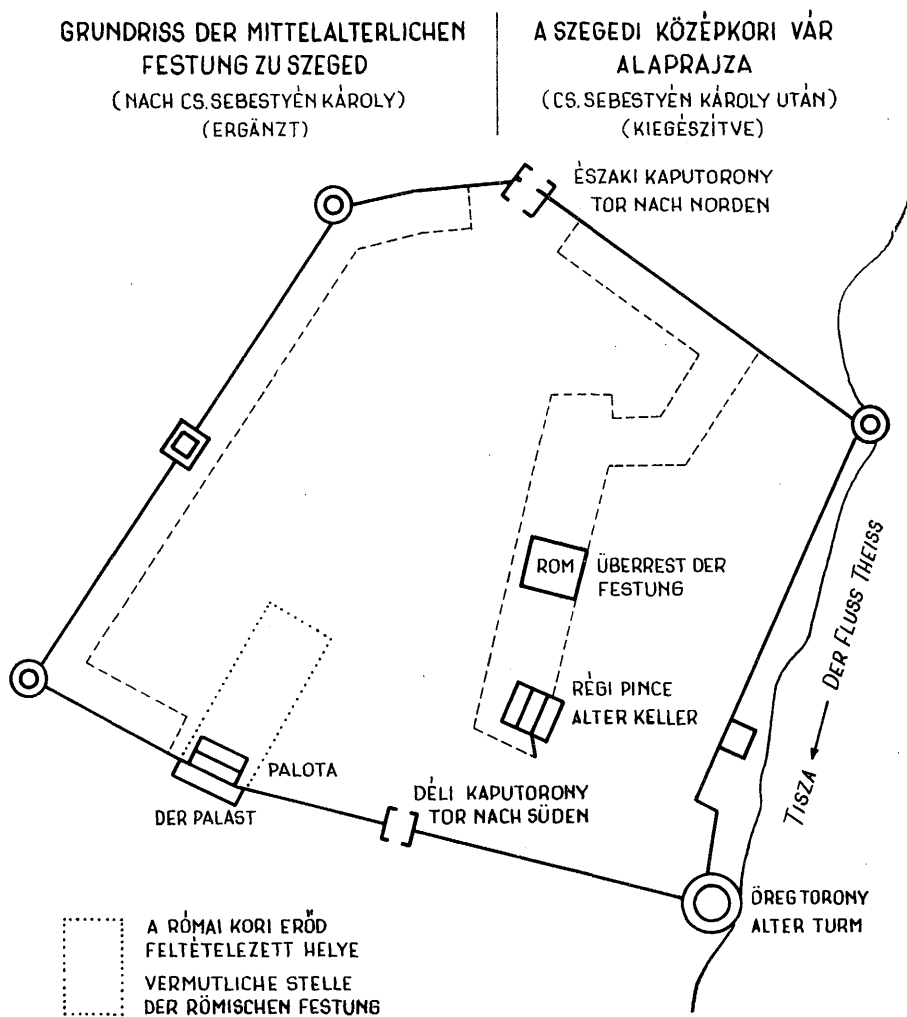 GRUNDRISS DER MITTELALTERLICHEN
FESTUNG ZU SZEGED
(NACH CS. SEBESTYÉN KÁROLY)
(ERGÄNZT)
A SZEGEDI KÖZÉPKORI VÁR
ALAPRAJZA
(CS. SEBESTYÉN KÁROLY UTÁN)
(KIEGÉSZÍTVE)
ÉSZAKI KAPUTORONY
TOR NACH NORDEN
ROM
ÜBERREST DER
FESTUNG
RÉGI PINCE
ALTER KELLER
TISZA
DER FLUSS THEISS
PALOTA
DER PALAST
DÉLI KAPUTORONY
TOR NACH SÜDEN
ÖREG TORONY
ALTER TURM
A RÓMAI KORI ERŐD
FELTÉTELEZETT HELYE
VERMUTLICHE STELLE
DER RÖMISCHEN FESTUNG